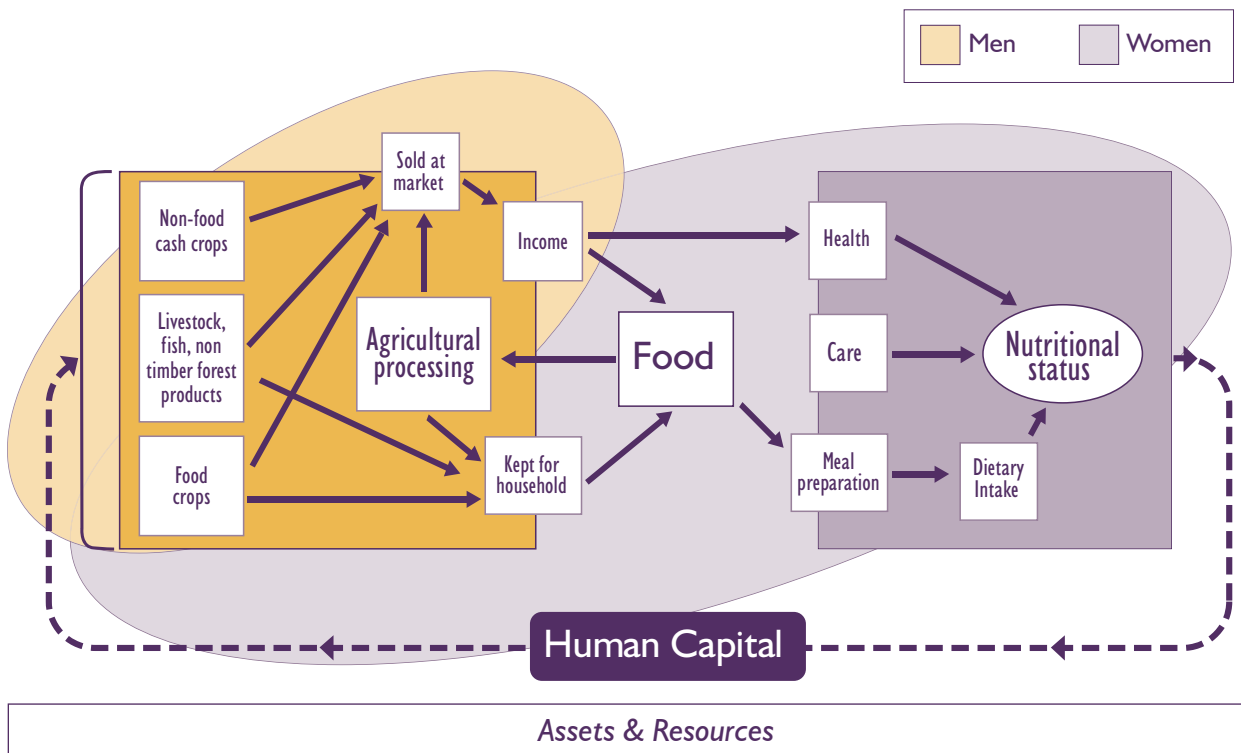 Men
Women
Sold at
market
Non-food
cash crops
Income
Health
Livestock,
fish, non
timber forest
products
Agricultural
processing
Food
Care
Nutritional
status
Food
crops
Kept for
household
Meal
preparation
Dietary
Intake
Human Capital
Assets & Resources